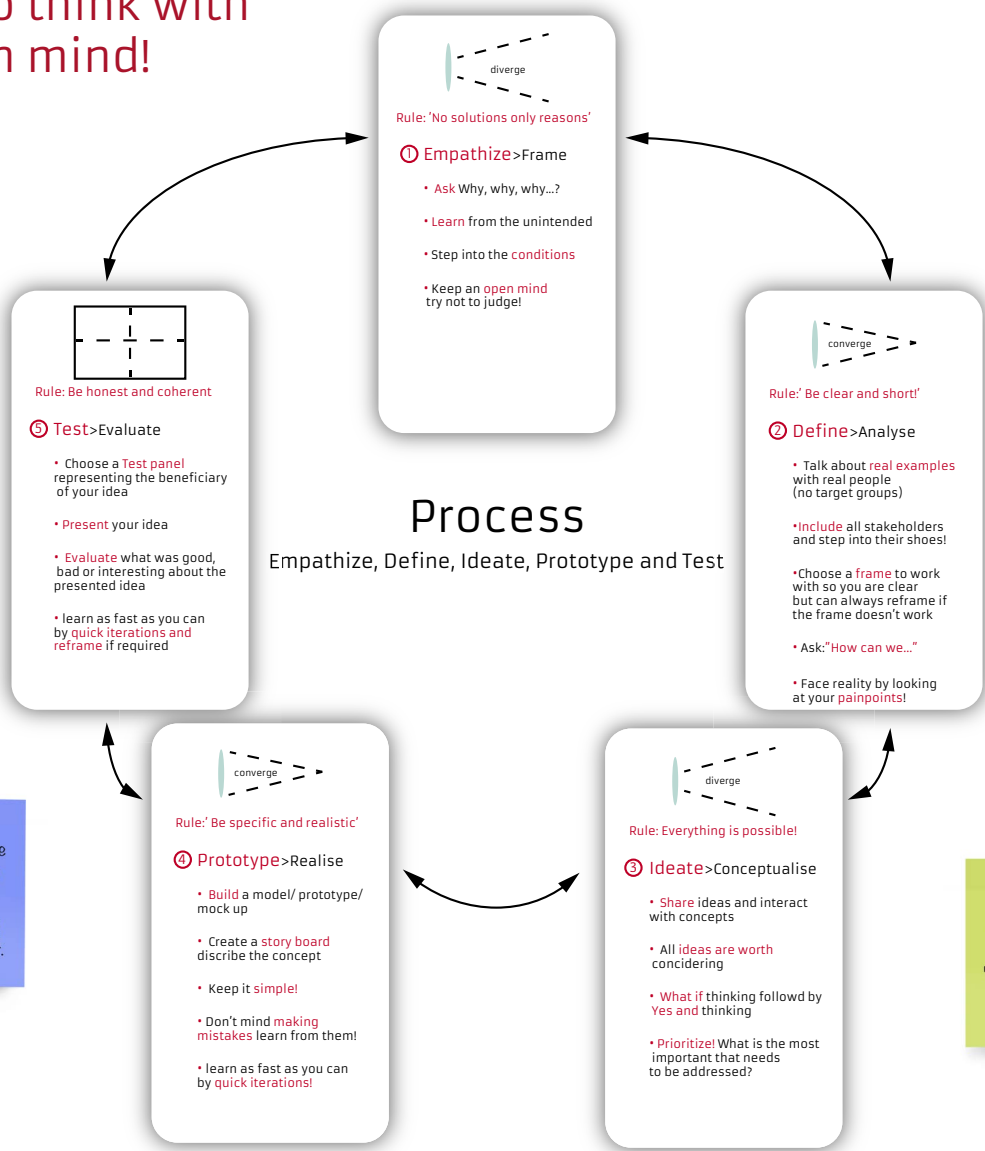 o think with
n mind!
diverge
Rule: 'No solutions only reasons'
1 Empathize>Frame
• Ask Why, why, why...?
• Learn from the unintended
• Step into the conditions
• Keep an open mind
try not to judge!
converge
Rule:' Be clear and short!'
2 Define>Analyse
• Talk about real examples
with real people
(no target groups)
•Include all stakeholders
and step into their shoes!
•Choose a frame to work
with so you are clear
but can always reframe if
the frame doesn't work
• Ask:"How can we..."
• Face reality by looking
at your painpoints!
Rule: Be honest and coherent
5 Test>Evaluate
• Choose a Test panel
representing the beneficiary
of your idea
• Present your idea
• Evaluate what was good,
bad or interesting about the
presented idea
• learn as fast as you can
by quick iterations and
reframe if required
Process
Empathize, Define, Ideate, Prototype and Test
converge
Rule:' Be specific and realistic'
4 Prototype>Realise
• Build a model/ prototype/
mock up
• Create a story board
discribe the concept
• Keep it simple!
• Don't mind making
mistakes learn from them!
• learn as fast as you can
by quick iterations!
diverge
Rule: Everything is possible!
3 Ideate>Conceptualise
• Share ideas and interact
with concepts
• All ideas are worth
concidering
• What if thinking followd by
Yes and thinking
• Prioritize! What is the most
important that needs
to be addressed?